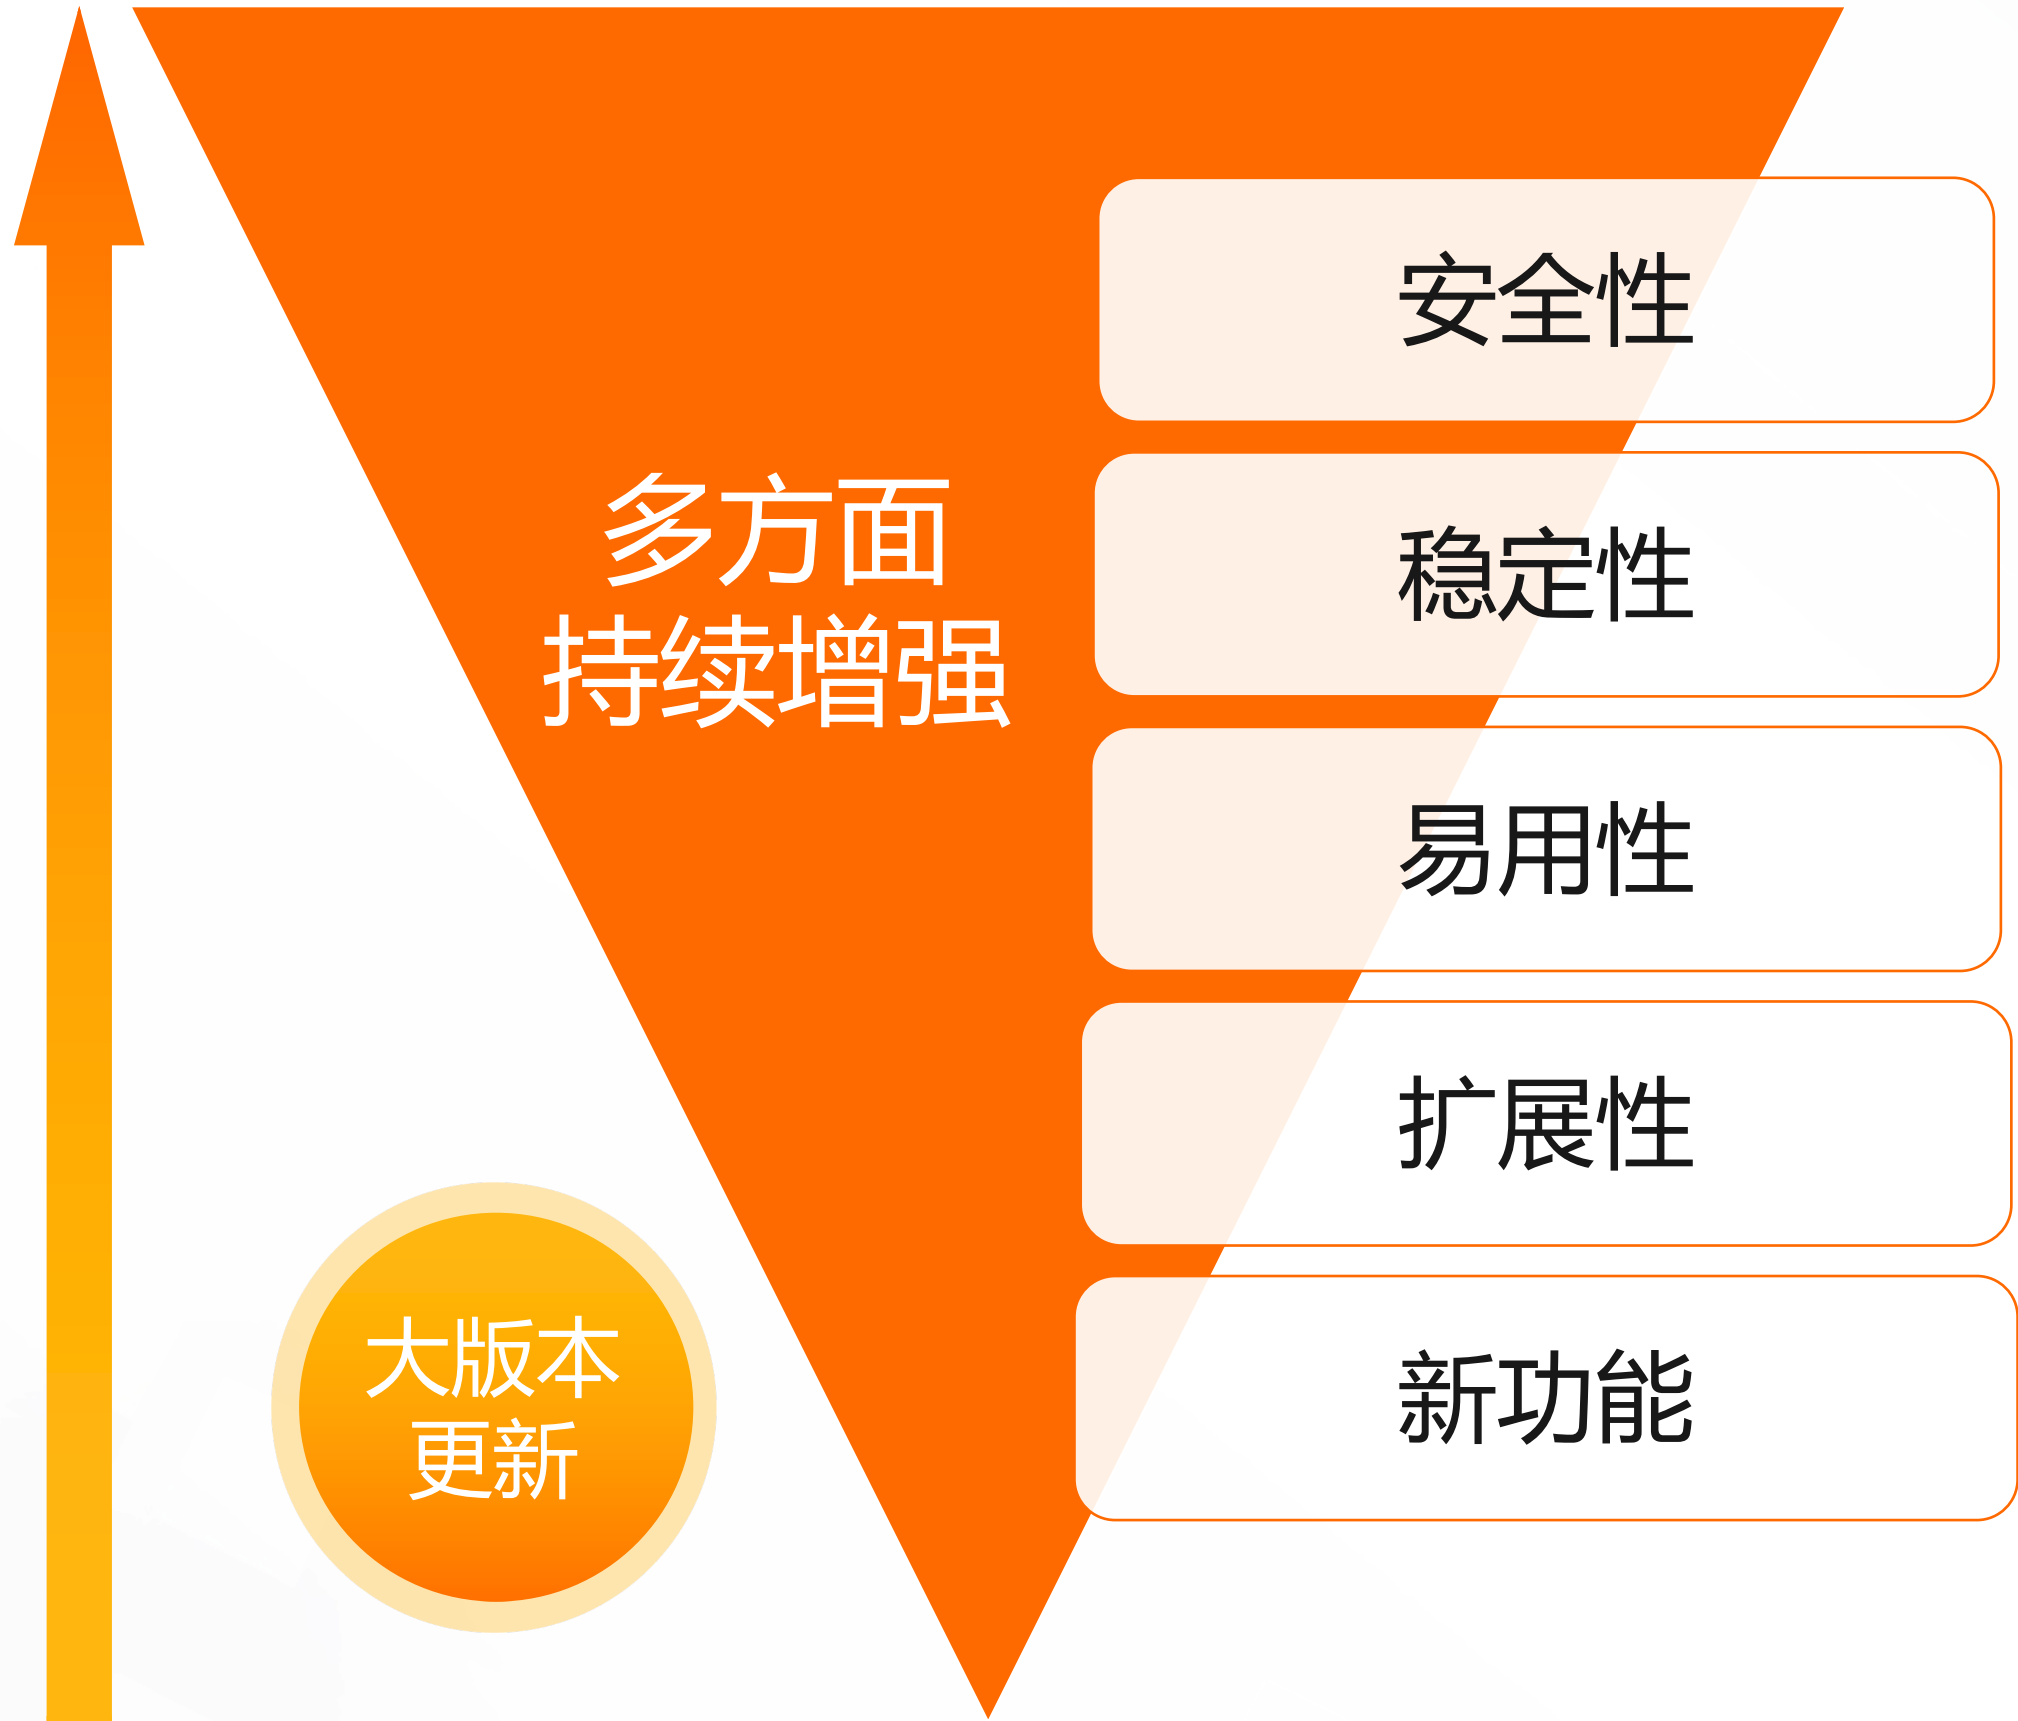 多方面
持续增强
安全性
稳定性
易用性
扩展性
新功能
大版本
更新